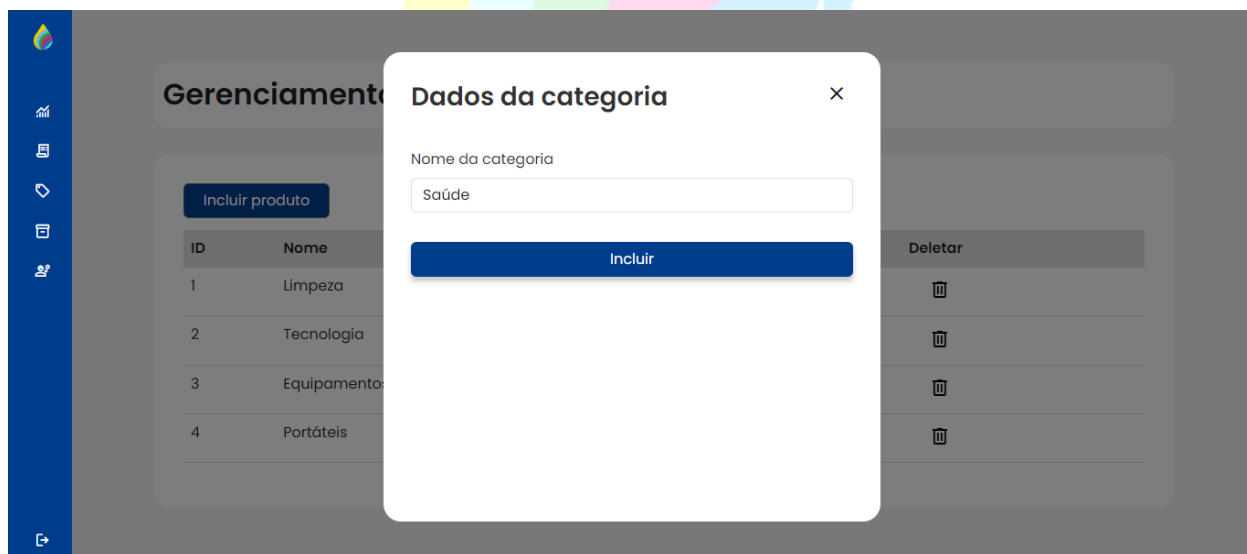 Gerenciamento
Dados da categoria
Nome da categoria
Saúde
Incluir produto
Incluir
ID Nome Deletar
1 Limpeza
2 Tecnologia
3 Equipamentos
4 Portáteis